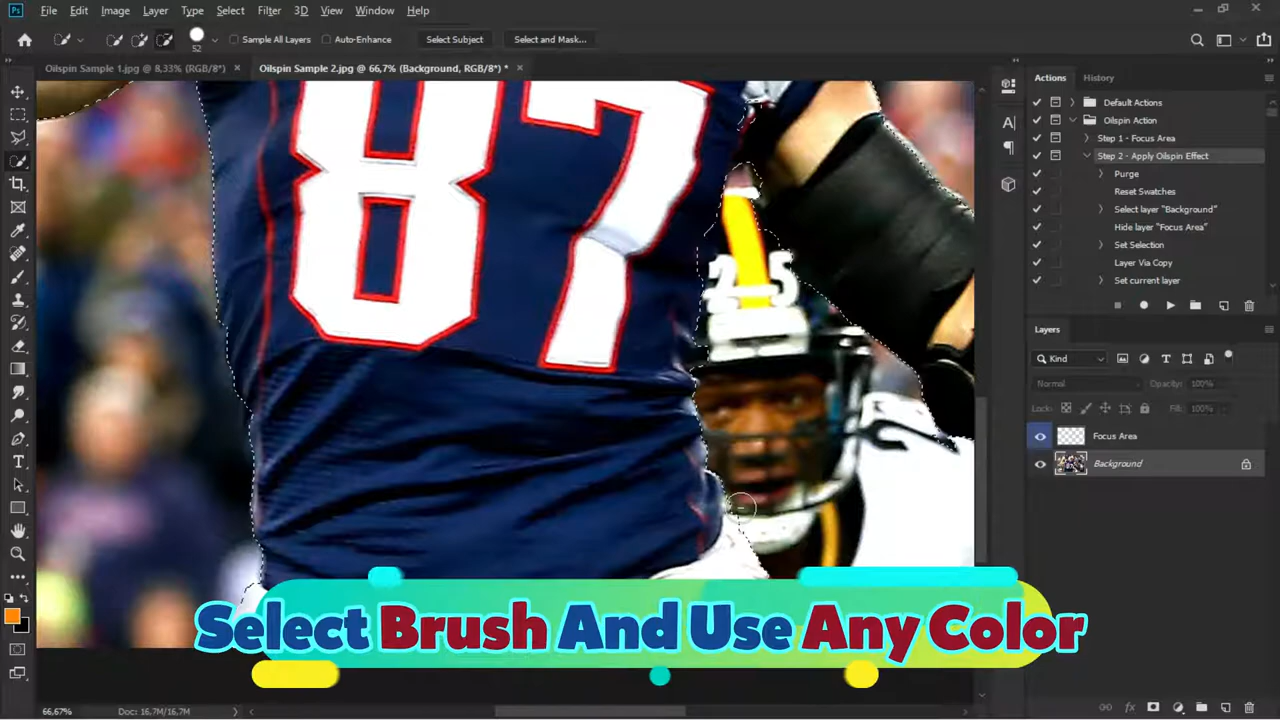 Ps File Edit Image Layer Type Select Filter 3D View Window Help
52 Sample All Layers Auto-Enhance Select Subject Select and Mask...
Oilspin Sample 1.jpg @ 8,33% (RGB/8*) × Oilspin Sample 2.jpg @ 66,7% (Background, RGB/8*) * ×
Actions History
Default Actions
Oilspin Action
Step 1 - Focus Area
Step 2 - Apply Oilspin Effect
Purge
Reset Swatches
Select layer "Background"
Hide layer "Focus Area"
Set Selection
Layer Via Copy
Set current layer
87
25
Layers
Kind
Normal Opacity: 100%
Lock: Fill: 100%
Focus Area
Background
Select Brush And Use Any Color
66,67% Doc: 16,7M/16,7M